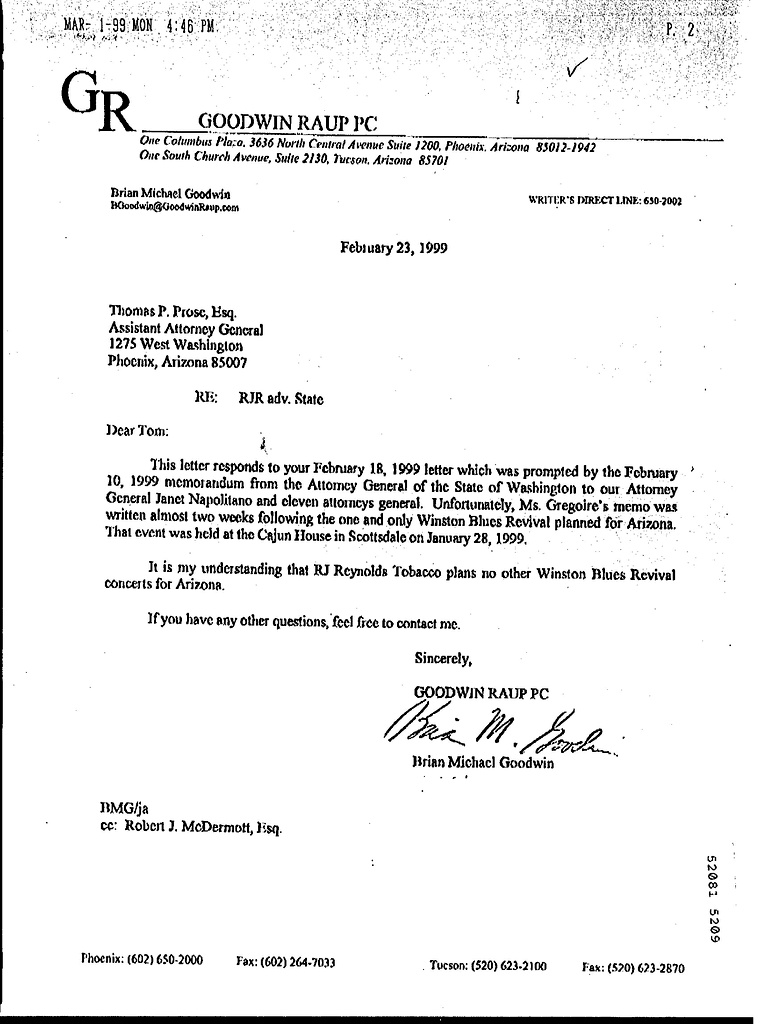 MAR- 1-99 MON 4:46 PM P. 2
GR
GOODWIN RAUP PC
One Columbus Plaza, 3636 North Central Avenue Suite 1200, Phoenix, Arizona 85012-1942
One South Church Avenue, Suite 2130, Tucson, Arizona 85701
Brian Michael Goodwin
BGoodwin@GoodwinRaup.com
WRITER'S DIRECT LINE: 650-2002
February 23, 1999
Thomas P. Prose, Esq.
Assistant Attorney General
1275 West Washington
Phoenix, Arizona 85007
RE: RJR adv. State
Dear Tom:
This letter responds to your February 18, 1999 letter which was prompted by the February
10, 1999 memorandum from the Attorney General of the State of Washington to our Attorney
General Janet Napolitano and eleven attorneys general. Unfortunately, Ms. Gregoire's memo was
written almost two weeks following the one and only Winston Blues Revival planned for Arizona.
That event was held at the Cajun House in Scottsdale on January 28, 1999.
It is my understanding that RJ Reynolds Tobacco plans no other Winston Blues Revival
concerts for Arizona.
If you have any other questions, feel free to contact me.
Sincerely,
GOODWIN RAUP PC
Brian M. Goodwin
Brian Michael Goodwin
BMG/ja
cc: Robert J. McDermott, Esq.
52081 5209
Phoenix: (602) 650-2000 Fax: (602) 264-7033 Tucson: (520) 623-2100 Fax: (520) 623-2870